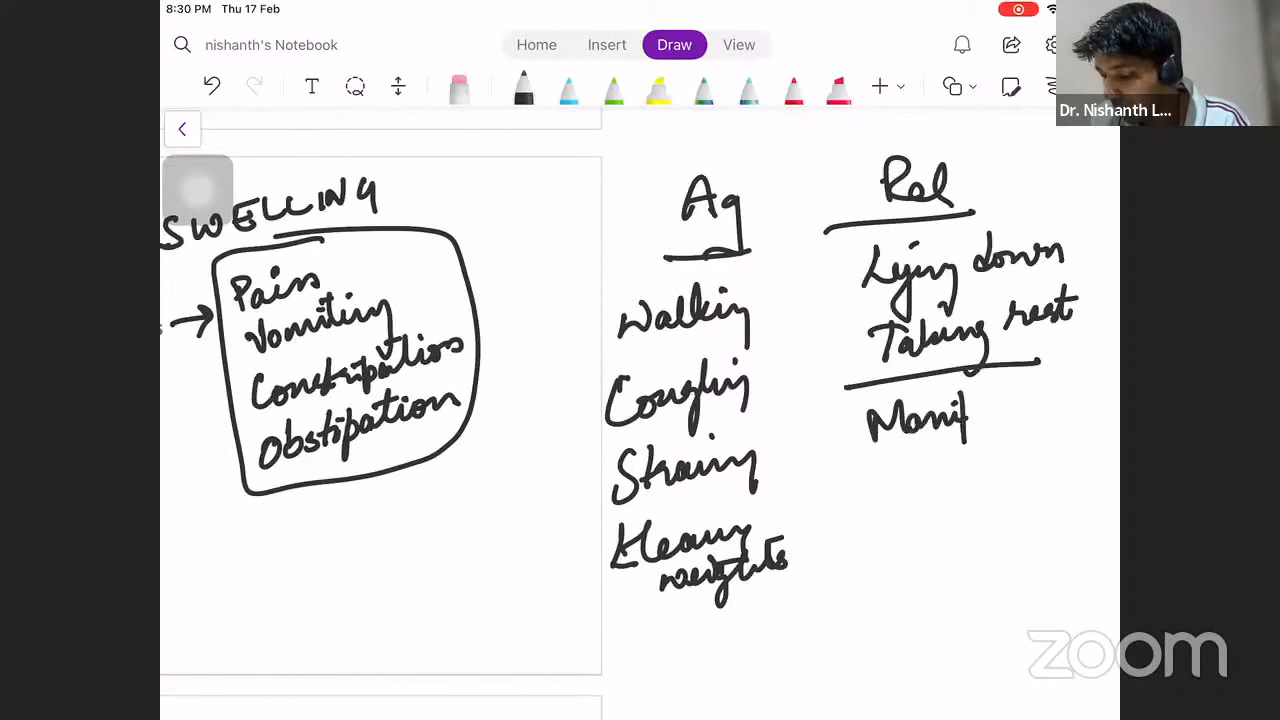 8:30 PM Thu 17 Feb
nishanth's Notebook
Home Insert Draw View
Dr. Nishanth L...
SWELLING
Pain
Vomiting
Constipation
Obstipation
Ag
Walking
Coughing
Straining
Heavy
weights
Rel
Lying down
Taking rest
Manif
zoom